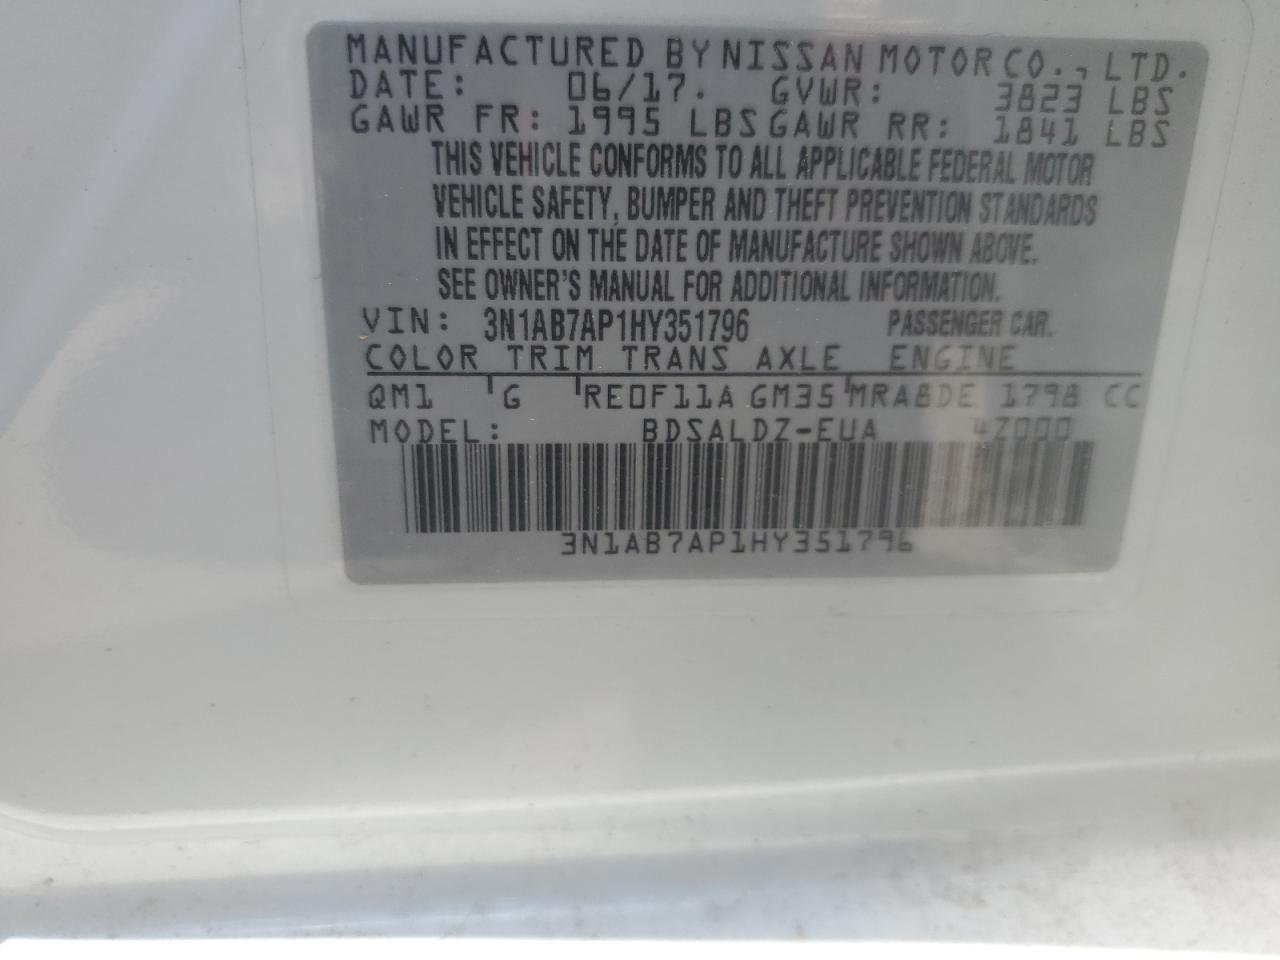 MANUFACTURED BY NISSAN MOTOR CO., LTD.
DATE: 06/17. GVWR: 3823 LBS
GAWR FR: 1995 LBS GAWR RR: 1841 LBS
THIS VEHICLE CONFORMS TO ALL APPLICABLE FEDERAL MOTOR
VEHICLE SAFETY, BUMPER AND THEFT PREVENTION STANDARDS
IN EFFECT ON THE DATE OF MANUFACTURE SHOWN ABOVE.
SEE OWNER'S MANUAL FOR ADDITIONAL INFORMATION.
VIN: 3N1AB7AP1HY351796 PASSENGER CAR.
COLOR TRIM TRANS AXLE ENGINE
QM1 G RE0F11A GM35 MRA8DE 1798 CC
MODEL: BDSALDZ-EUA 4Z000
3N1AB7AP1HY351796